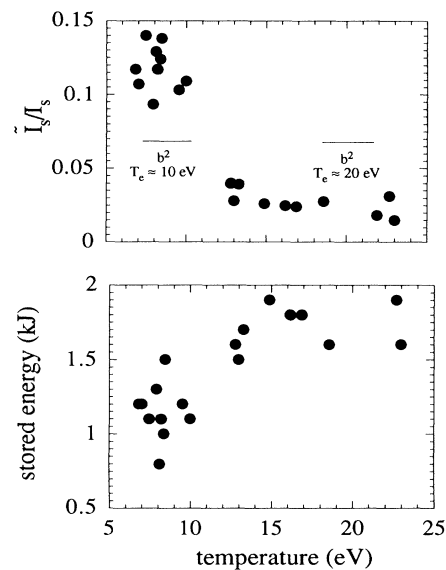 0.15
0.1
0.05
0
Ĩs/Is
b²
Tₑ ≈ 10 eV
b²
Tₑ ≈ 20 eV
2
1.5
1
0.5
stored energy (kJ)
5 10 15 20 25
temperature (eV)